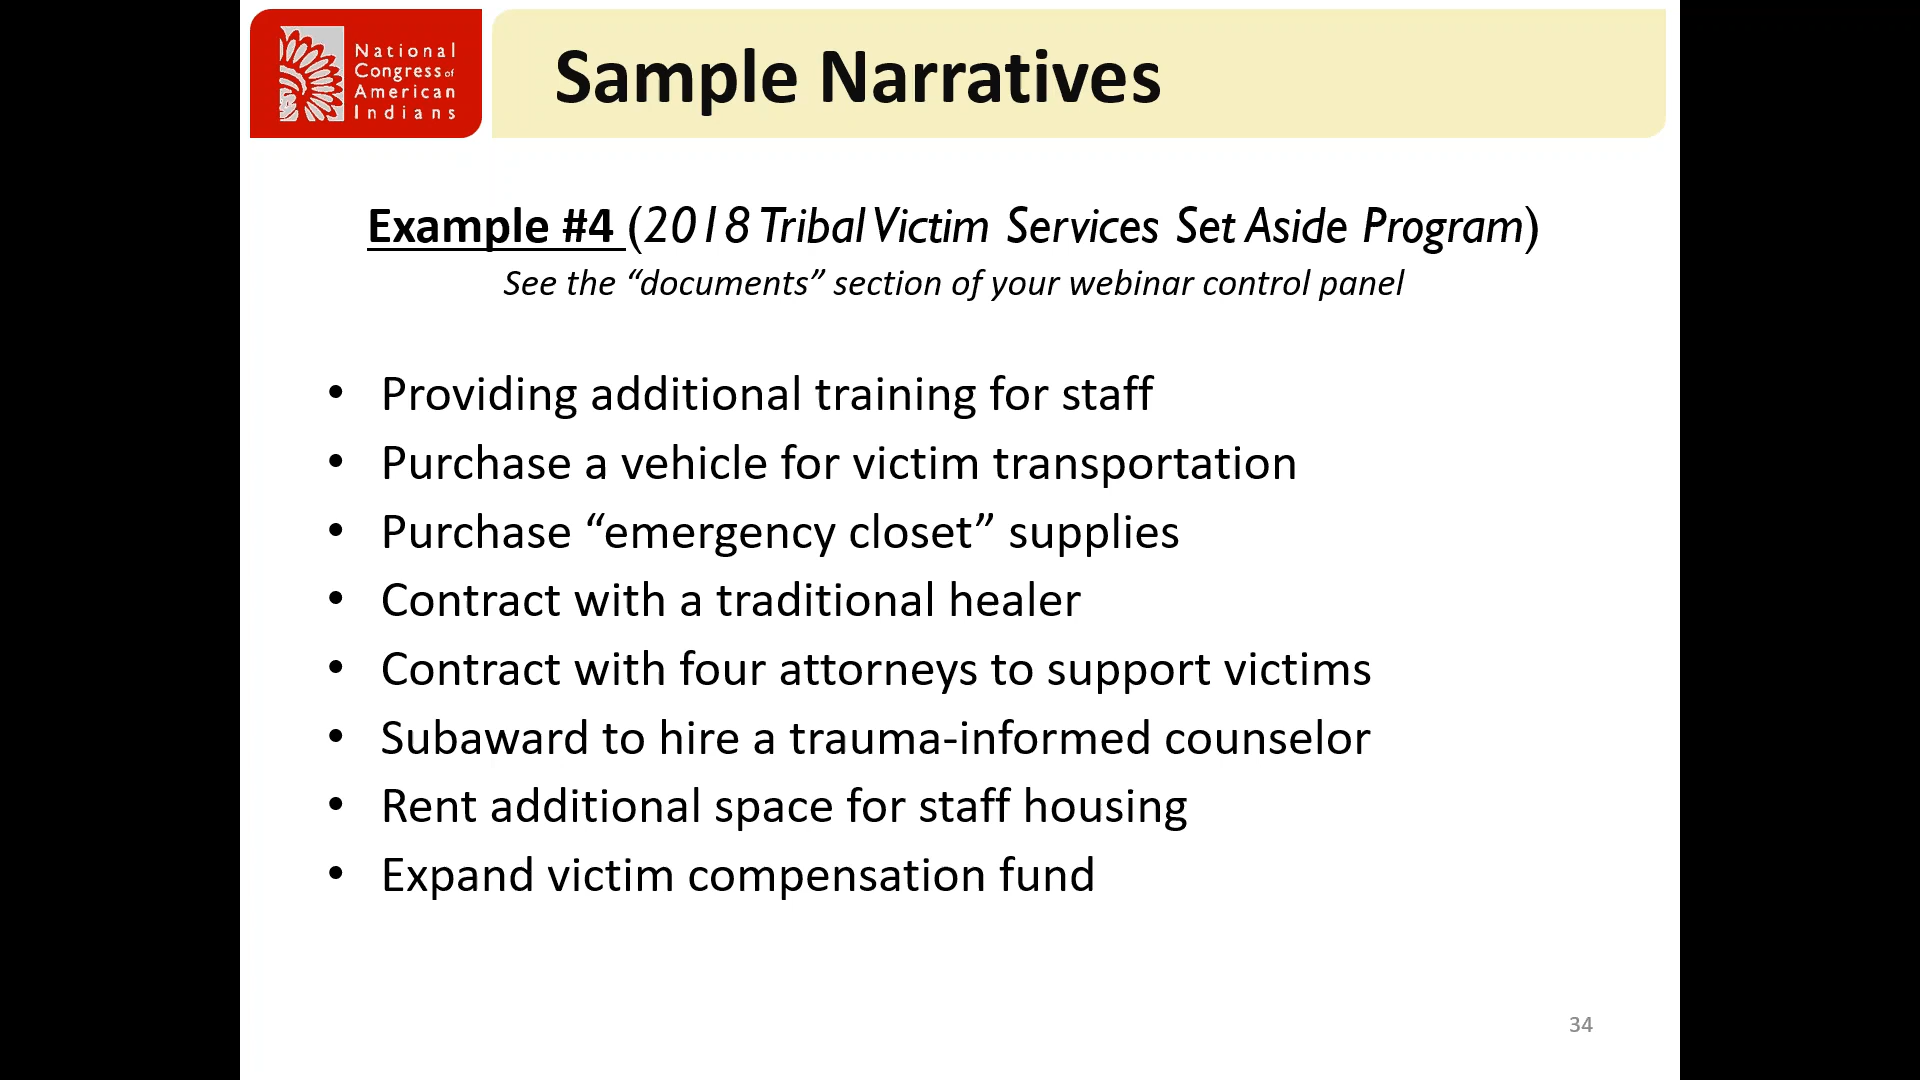 National
Congress of
American
Indians
Sample Narratives
Example #4 (2018 Tribal Victim Services Set Aside Program)
See the “documents” section of your webinar control panel
• Providing additional training for staff
• Purchase a vehicle for victim transportation
• Purchase “emergency closet” supplies
• Contract with a traditional healer
• Contract with four attorneys to support victims
• Subaward to hire a trauma-informed counselor
• Rent additional space for staff housing
• Expand victim compensation fund
34